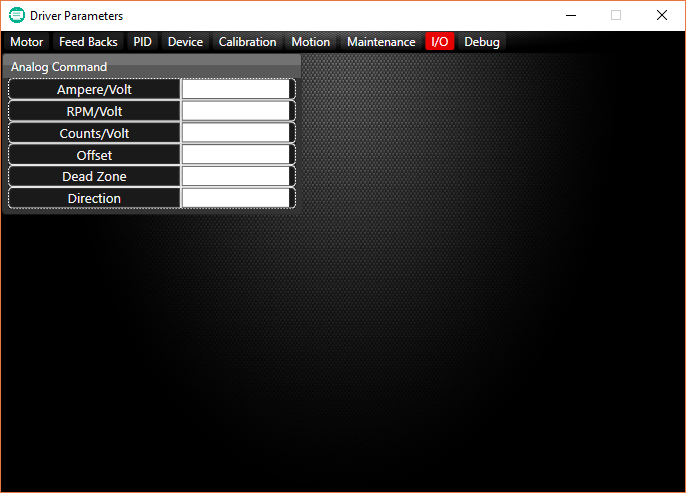 Driver Parameters
Motor Feed Backs PID Device Calibration Motion Maintenance I/O Debug
Analog Command
Ampere/Volt
RPM/Volt
Counts/Volt
Offset
Dead Zone
Direction